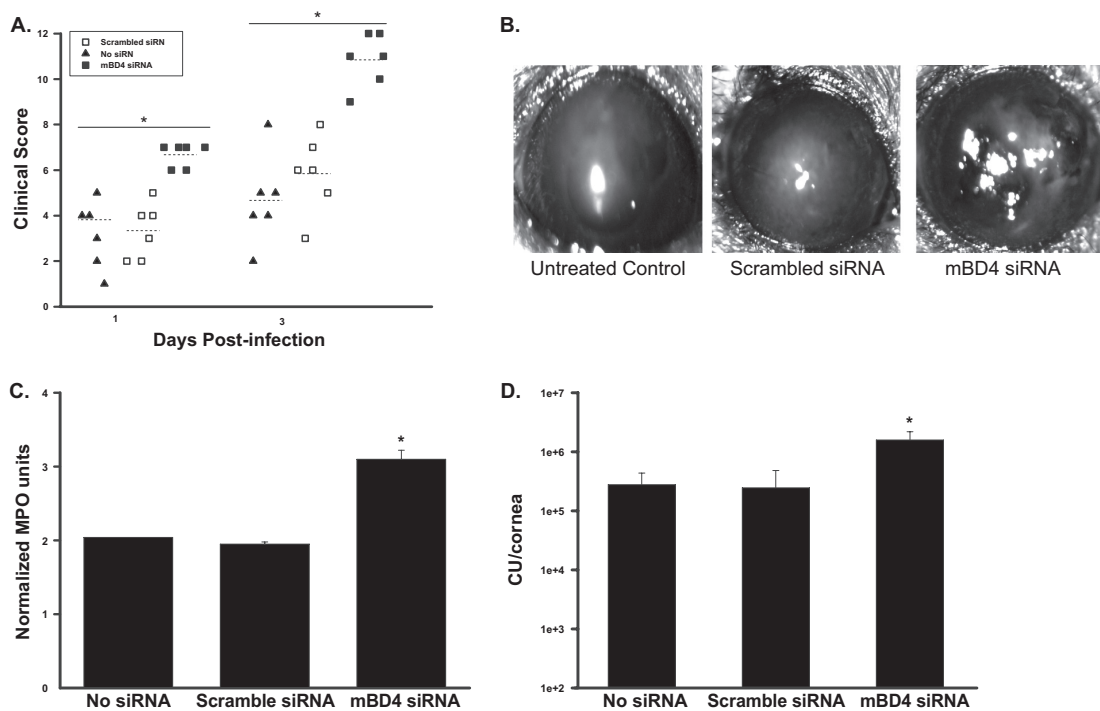 A.
*
*
Scrambled siRN
No siRN
mBD4 siRNA
12
10
8
6
4
2
0
Clinical Score
1
3
Days Post-infection
B.
Untreated Control
Scrambled siRNA
mBD4 siRNA
C.
4
3
2
1
0
Normalized MPO units
*
No siRNA
Scramble siRNA
mBD4 siRNA
D.
1e+7
1e+6
1e+5
1e+4
1e+3
1e+2
CU/cornea
*
No siRNA
Scramble siRNA
mBD4 siRNA